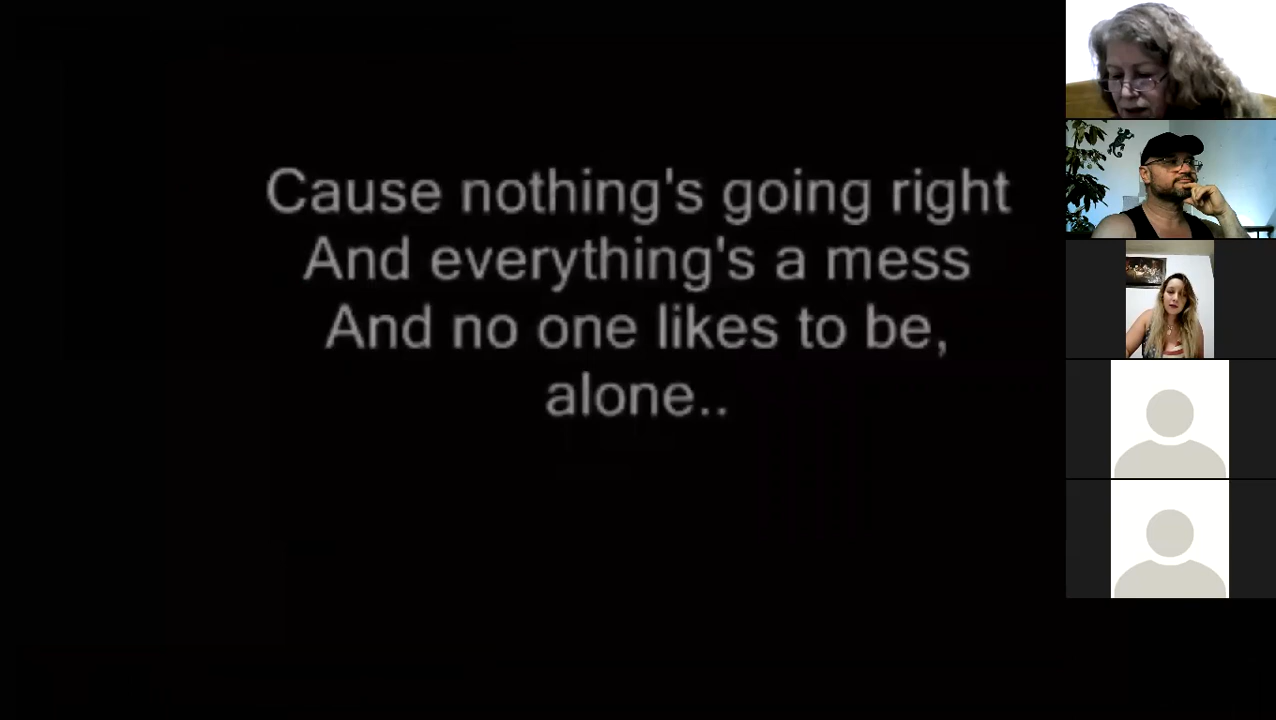 Cause nothing's going right
And everything's a mess
And no one likes to be,
alone..